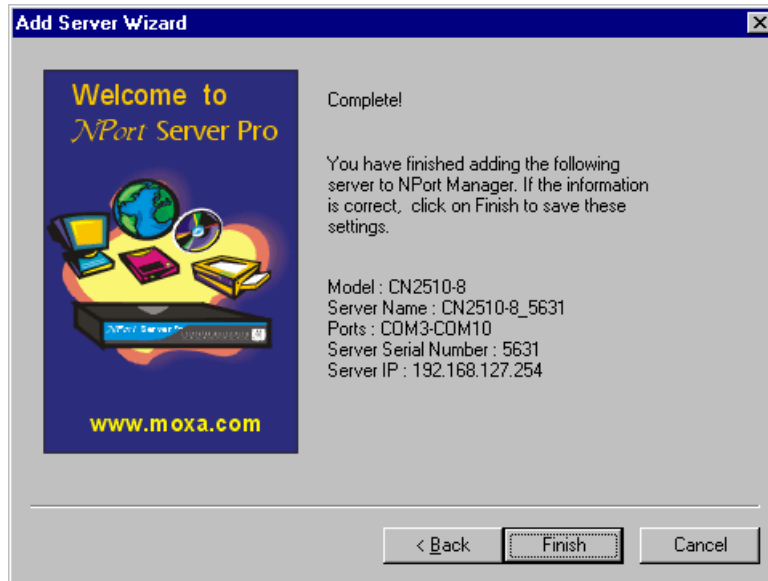 Add Server Wizard
Welcome to
NPort Server Pro
NPort Server Pro
www.moxa.com
Complete!
You have finished adding the following
server to NPort Manager. If the information
is correct, click on Finish to save these
settings.
Model : CN2510-8
Server Name : CN2510-8_5631
Ports : COM3-COM10
Server Serial Number : 5631
Server IP : 192.168.127.254
< Back
Finish
Cancel